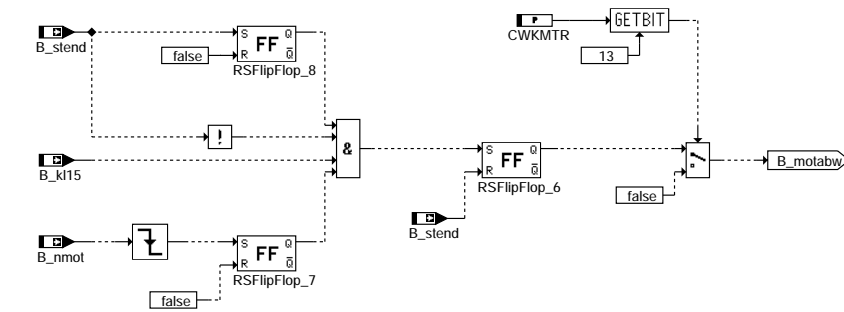 B_stend
S Q
FF
R Q
false
RSFlipFlop_8
P
CWKMTR
GETBIT
13
!
B_kl15
&
S Q
FF
R Q
RSFlipFlop_6
B_stend
false
B_motabw
B_nmot
S Q
FF
R Q
RSFlipFlop_7
false